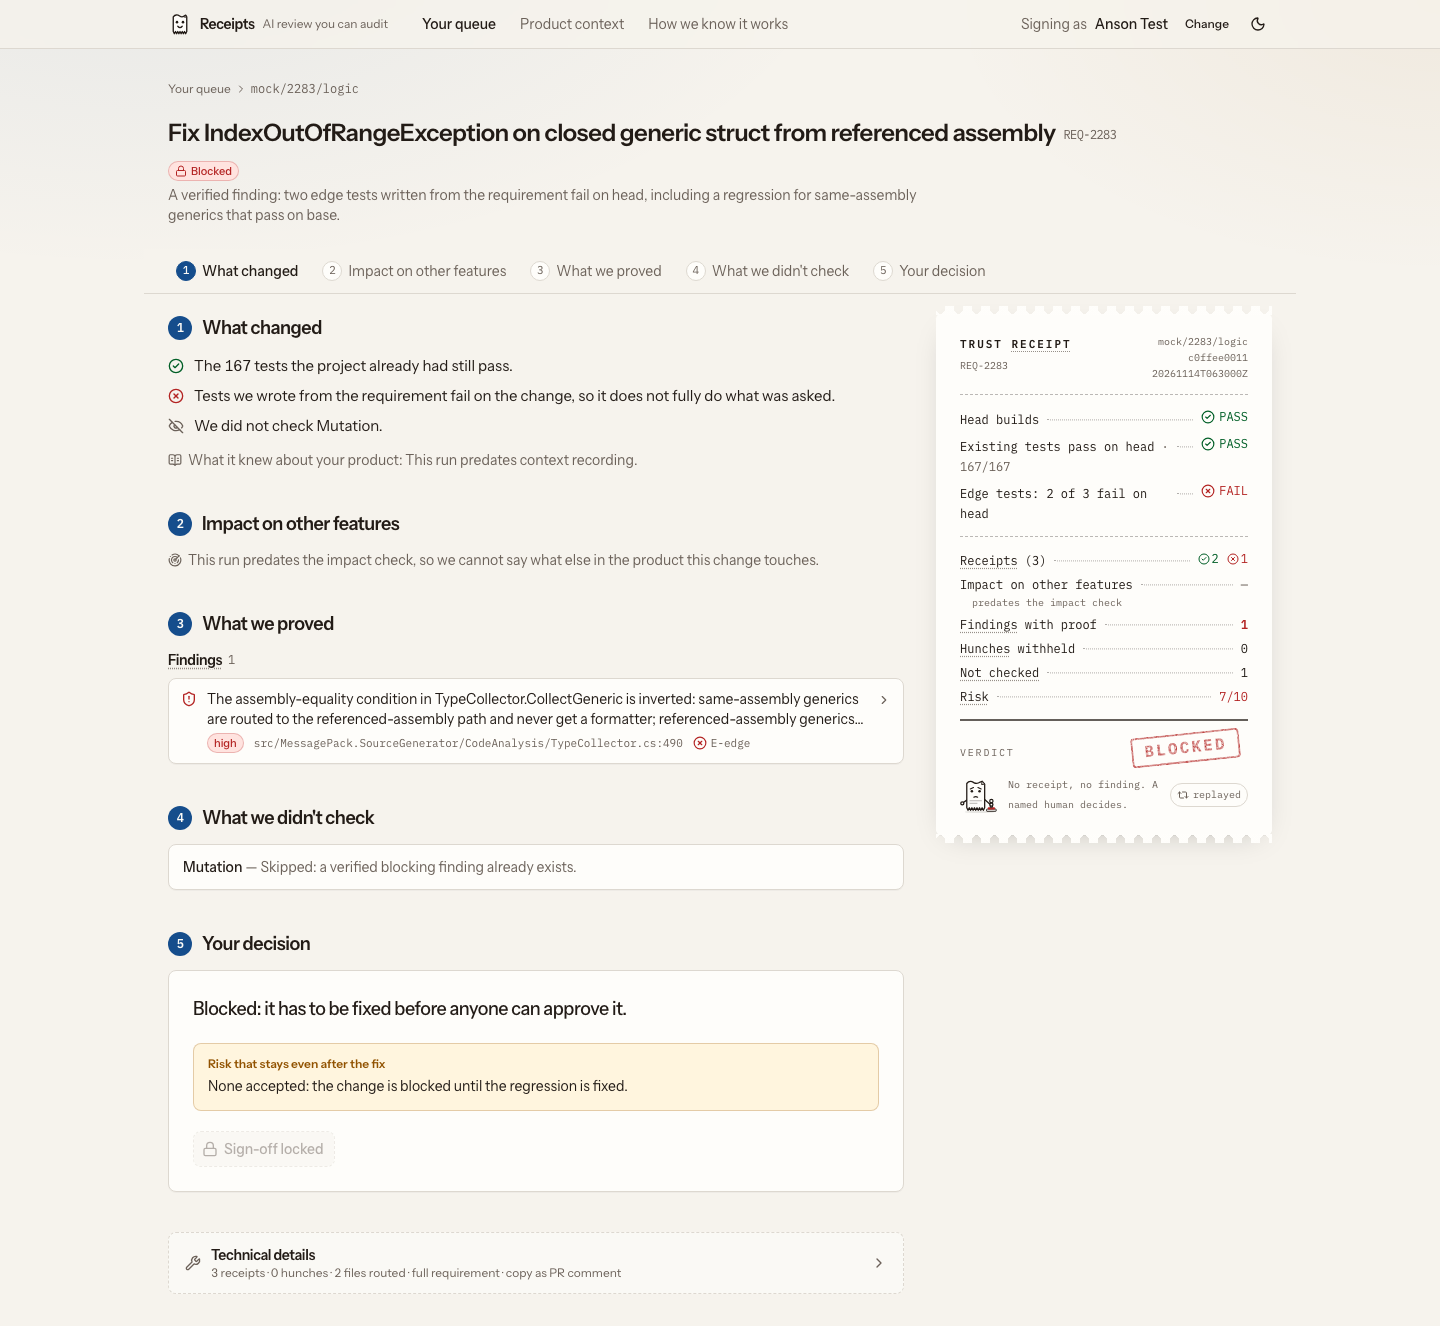 Receipts AI review you can audit Your queue Product context How we know it works Signing as Anson Test Change
Your queue > mock/2283/logic
Fix IndexOutOfRangeException on closed generic struct from referenced assembly REQ-2283
Blocked
A verified finding: two edge tests written from the requirement fail on head, including a regression for same-assembly
generics that pass on base.
1 What changed 2 Impact on other features 3 What we proved 4 What we didn't check 5 Your decision
1 What changed
The 167 tests the project already had still pass.
Tests we wrote from the requirement fail on the change, so it does not fully do what was asked.
We did not check Mutation.
What it knew about your product: This run predates context recording.
2 Impact on other features
This run predates the impact check, so we cannot say what else in the product this change touches.
3 What we proved
Findings 1
The assembly-equality condition in TypeCollector.CollectGeneric is inverted: same-assembly generics
are routed to the referenced-assembly path and never get a formatter; referenced-assembly generics...
high src/MessagePack.SourceGenerator/CodeAnalysis/TypeCollector.cs:490 E-edge
4 What we didn't check
Mutation — Skipped: a verified blocking finding already exists.
5 Your decision
Blocked: it has to be fixed before anyone can approve it.
Risk that stays even after the fix
None accepted: the change is blocked until the regression is fixed.
Sign-off locked
Technical details
3 receipts · 0 hunches · 2 files routed · full requirement · copy as PR comment
TRUST RECEIPT
REQ-2283
mock/2283/logic
c0ffee0011
20261114T063000Z
Head builds PASS
Existing tests pass on head · PASS
167/167
Edge tests: 2 of 3 fail on FAIL
head
Receipts (3) 2 1
Impact on other features —
predates the impact check
Findings with proof 1
Hunches withheld 0
Not checked 1
Risk 7/10
VERDICT BLOCKED
No receipt, no finding. A
named human decides.
replayed